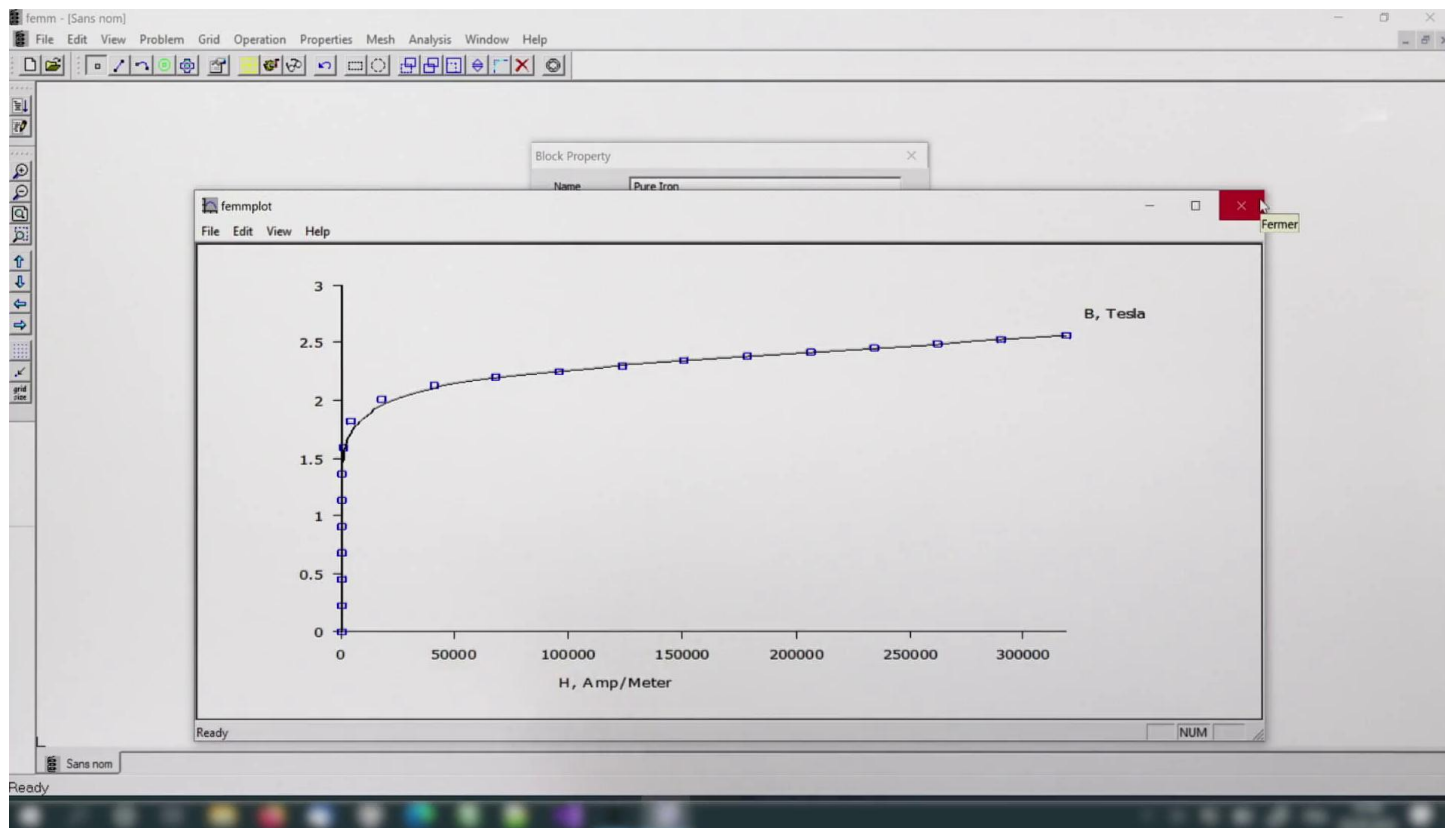 femm - [Sans nom]
File Edit View Problem Grid Operation Properties Mesh Analysis Window Help
grid
size
Block Property
Name Pure Iron
femmplot
Fermer
File Edit View Help
3
B, Tesla
2.5
2
1.5
1
0.5
0
0 50000 100000 150000 200000 250000 300000
H, Amp/Meter
Ready NUM
Sans nom
Ready